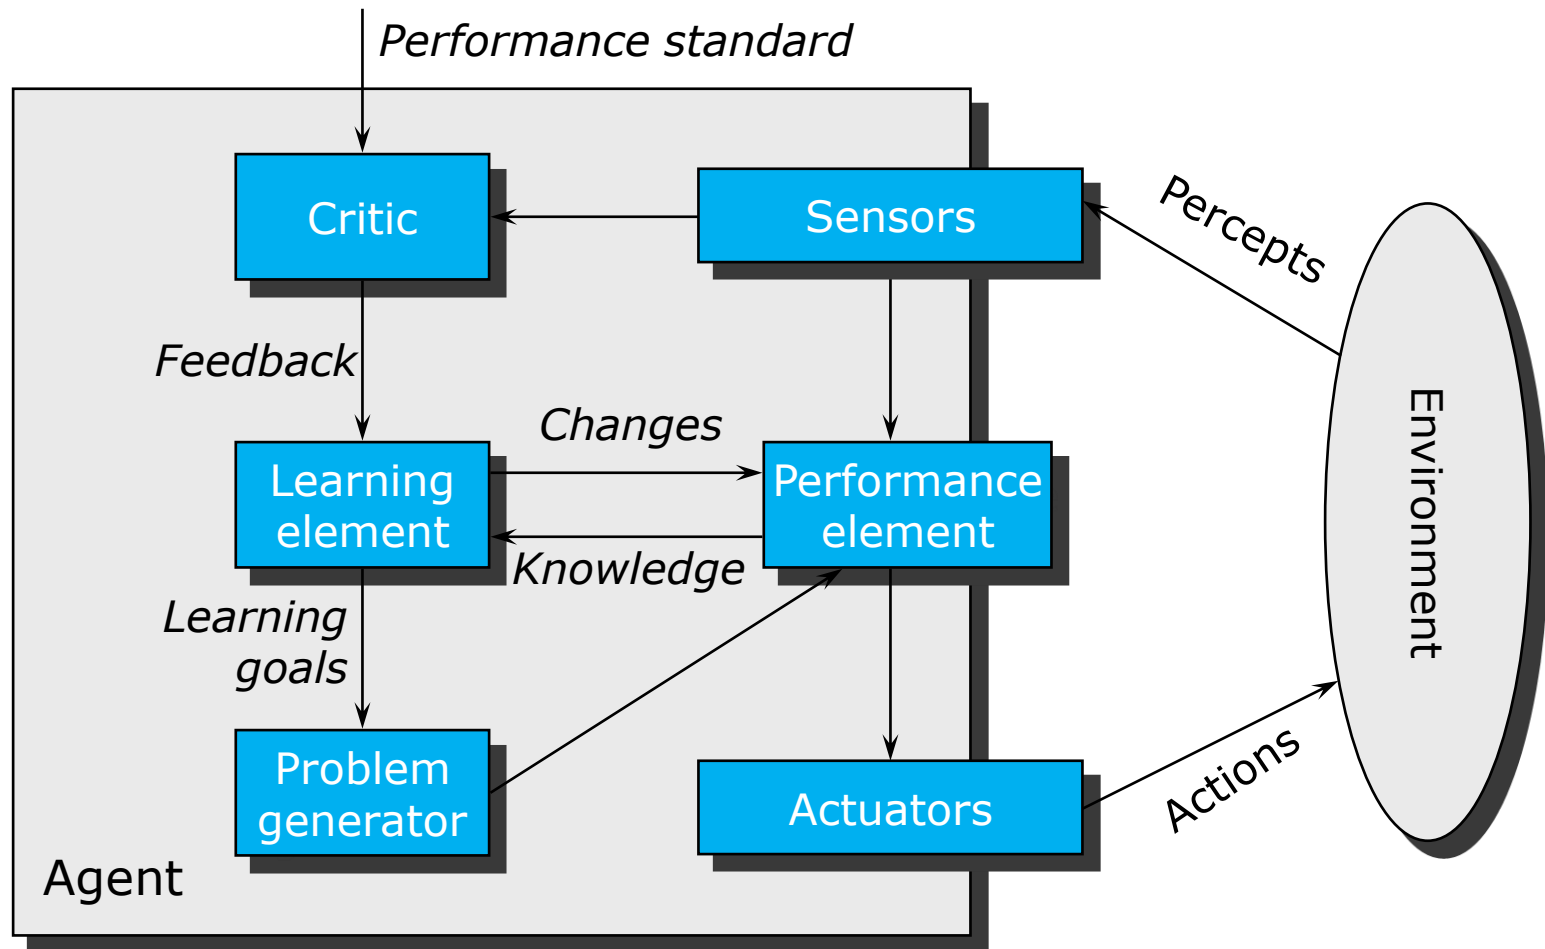 Performance standard
Critic
Sensors
Percepts
Feedback
Changes
Environment
Learning
element
Performance
element
Knowledge
Learning
goals
Problem
generator
Actuators
Actions
Agent